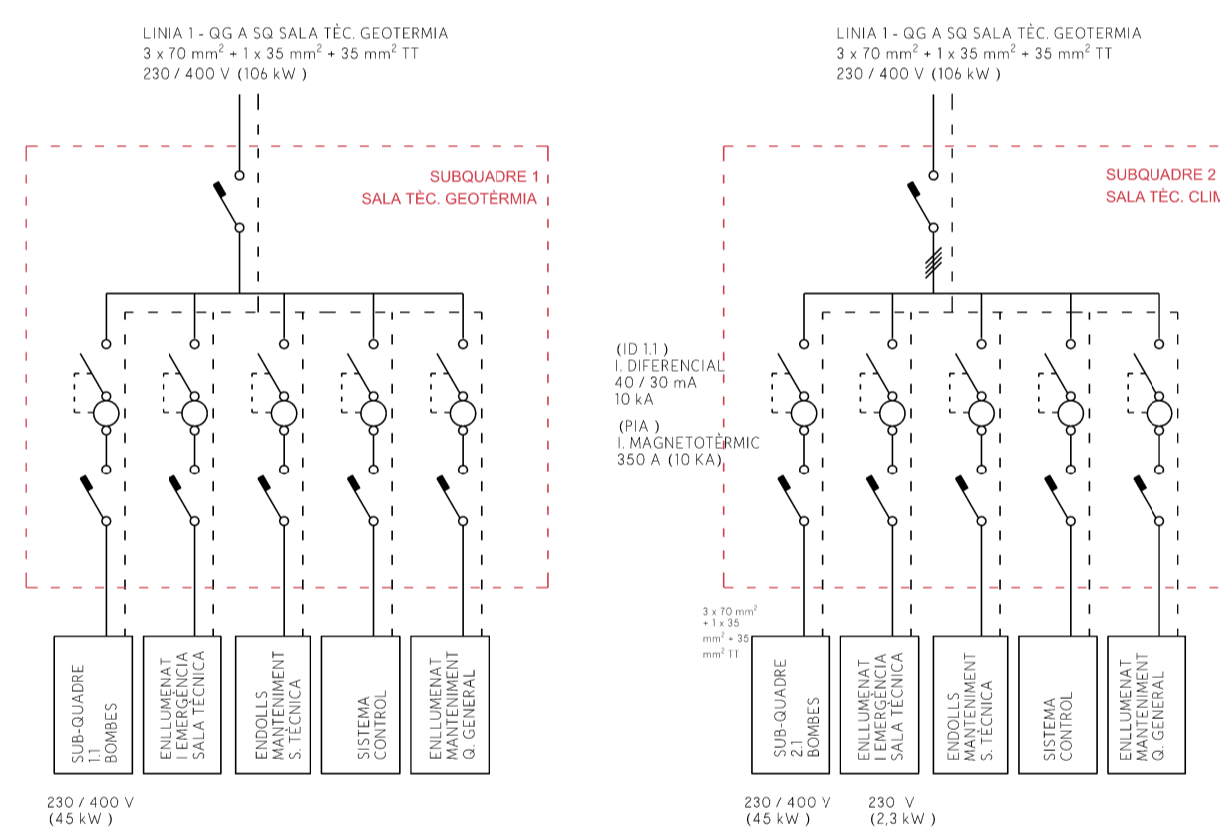 LINIA 1 - QG A SQ SALA TÈC. GEOTERMIA
3 x 70 mm² + 1 x 35 mm² + 35 mm² TT
230 / 400 V (106 kW )
SUBQUADRE 1
SALA TÈC. GEOTÈRMIA
SUB-QUADRE
1.1
BOMBES
ENLLUMENAT
I EMERGÈNCIA
SALA TÈCNICA
ENDOLLS
MANTENIMENT
S. TÈCNICA
SISTEMA
CONTROL
ENLLUMENAT
MANTENIMENT
Q. GENERAL
230 / 400 V
(45 kW )
LINIA 1 - QG A SQ SALA TÈC. GEOTERMIA
3 x 70 mm² + 1 x 35 mm² + 35 mm² TT
230 / 400 V (106 kW )
SUBQUADRE 2
SALA TÈC. CLIM
(ID 1.1 )
I. DIFERENCIAL
40 / 30 mA
10 kA
(PIA )
I. MAGNETOTÈRMIC
350 A (10 KA)
3 x 70 mm²
+ 1 x 35
mm² + 35
mm² TT
SUB-QUADRE
2.1
BOMBES
ENLLUMENAT
I EMERGÈNCIA
SALA TÈCNICA
ENDOLLS
MANTENIMENT
S. TÈCNICA
SISTEMA
CONTROL
ENLLUMENAT
MANTENIMENT
Q. GENERAL
230 / 400 V
(45 kW )
230 V
(2,3 kW )